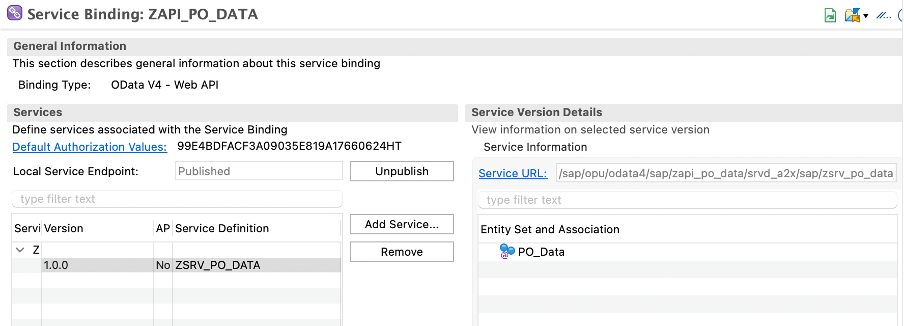 Service Binding: ZAPI_PO_DATA
General Information
This section describes general information about this service binding
Binding Type: OData V4 - Web API
Services
Define services associated with the Service Binding
Default Authorization Values: 99E4BDFACF3A09035E819A17660624HT
Local Service Endpoint: Published Unpublish
type filter text
Servi Version AP Service Definition Add Service...
Z Remove
1.0.0 No ZSRV_PO_DATA
Service Version Details
View information on selected service version
Service Information
Service URL: /sap/opu/odata4/sap/zapi_po_data/srvd_a2x/sap/zsrv_po_data
type filter text
Entity Set and Association
PO_Data